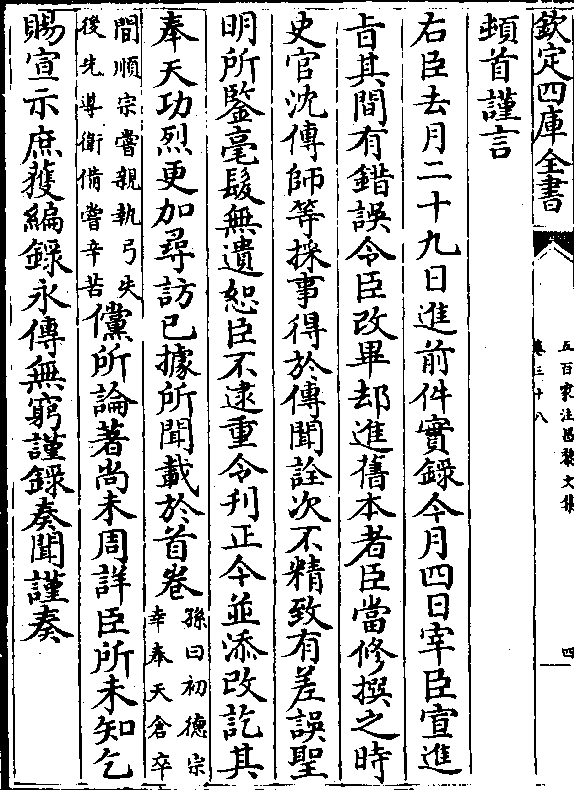 欽定四庫全書
五百家注昌黎文集
卷三十八
四
頓首謹言
右臣去月二十九日進前件實錄今月四日宰臣宣進
㫖其間有錯誤令臣改畢却進舊本者臣當修撰之時
史官沈傳師等採事得於傳聞詮次不精致有差誤聖
明所鑒毫髮無遺恕臣不逮重令刊正今並添改訖其
奉天功烈更加尋訪已據所聞載於首卷孫曰初德宗幸奉天倉卒
間順宗嘗親執弓矢後先導衛備嘗辛苦儻所論著尚未周詳臣所未知乞
賜宣示庶獲編錄永傳無窮謹錄奏聞謹奏